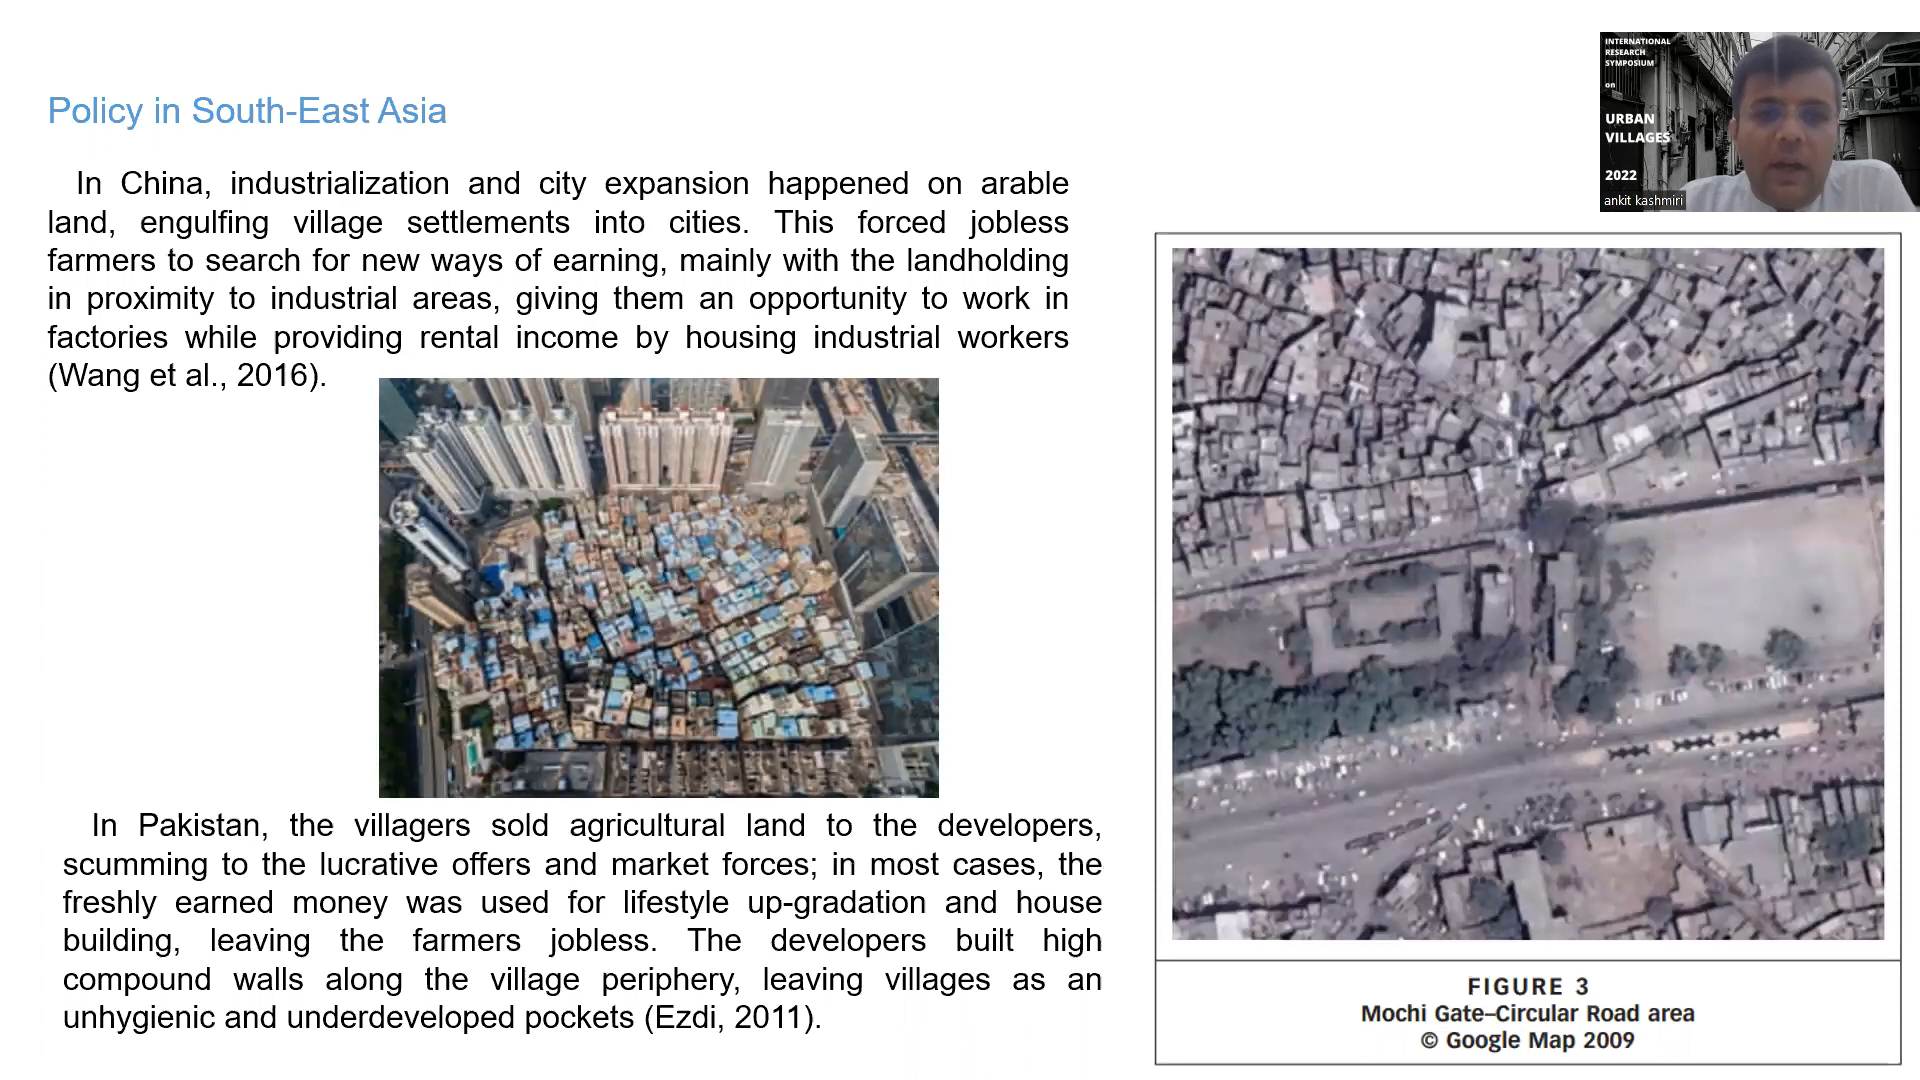 Policy in South-East Asia
In China, industrialization and city expansion happened on arable
land, engulfing village settlements into cities. This forced jobless
farmers to search for new ways of earning, mainly with the landholding
in proximity to industrial areas, giving them an opportunity to work in
factories while providing rental income by housing industrial workers
(Wang et al., 2016).
In Pakistan, the villagers sold agricultural land to the developers,
scumming to the lucrative offers and market forces; in most cases, the
freshly earned money was used for lifestyle up-gradation and house
building, leaving the farmers jobless. The developers built high
compound walls along the village periphery, leaving villages as an
unhygienic and underdeveloped pockets (Ezdi, 2011).
INTERNATIONAL
RESEARCH
SYMPOSIUM
on
URBAN
VILLAGES
2022
ankit kashmiri
FIGURE 3
Mochi Gate–Circular Road area
© Google Map 2009